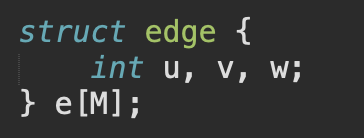 struct edge {
    int u, v, w;
} e[M];